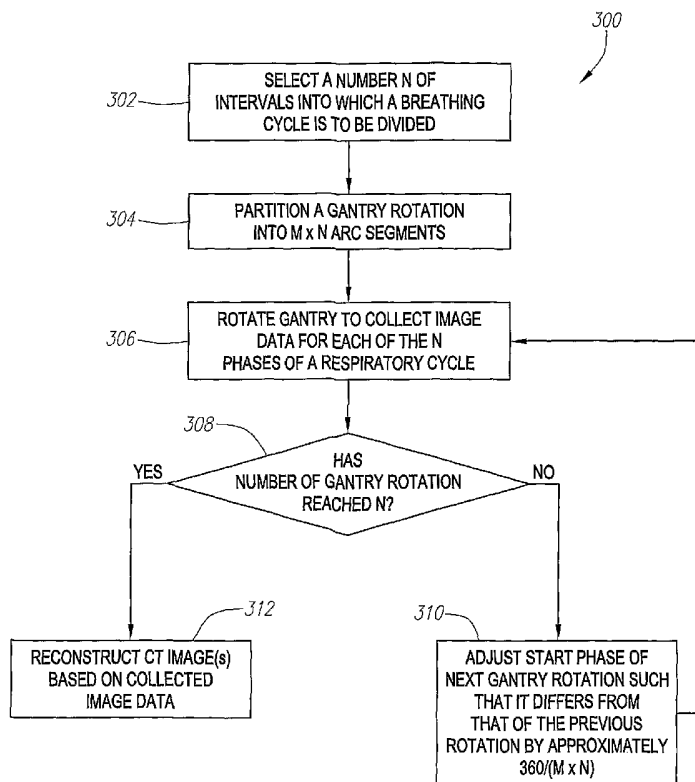 300
302
SELECT A NUMBER N OF
INTERVALS INTO WHICH A BREATHING
CYCLE IS TO BE DIVIDED
304
PARTITION A GANTRY ROTATION
INTO M x N ARC SEGMENTS
306
ROTATE GANTRY TO COLLECT IMAGE
DATA FOR EACH OF THE N
PHASES OF A RESPIRATORY CYCLE
308
HAS
NUMBER OF GANTRY ROTATION
REACHED N?
YES
NO
312
RECONSTRUCT CT IMAGE(s)
BASED ON COLLECTED
IMAGE DATA
310
ADJUST START PHASE OF
NEXT GANTRY ROTATION SUCH
THAT IT DIFFERS FROM
THAT OF THE PREVIOUS
ROTATION BY APPROXIMATELY
360/(M x N)